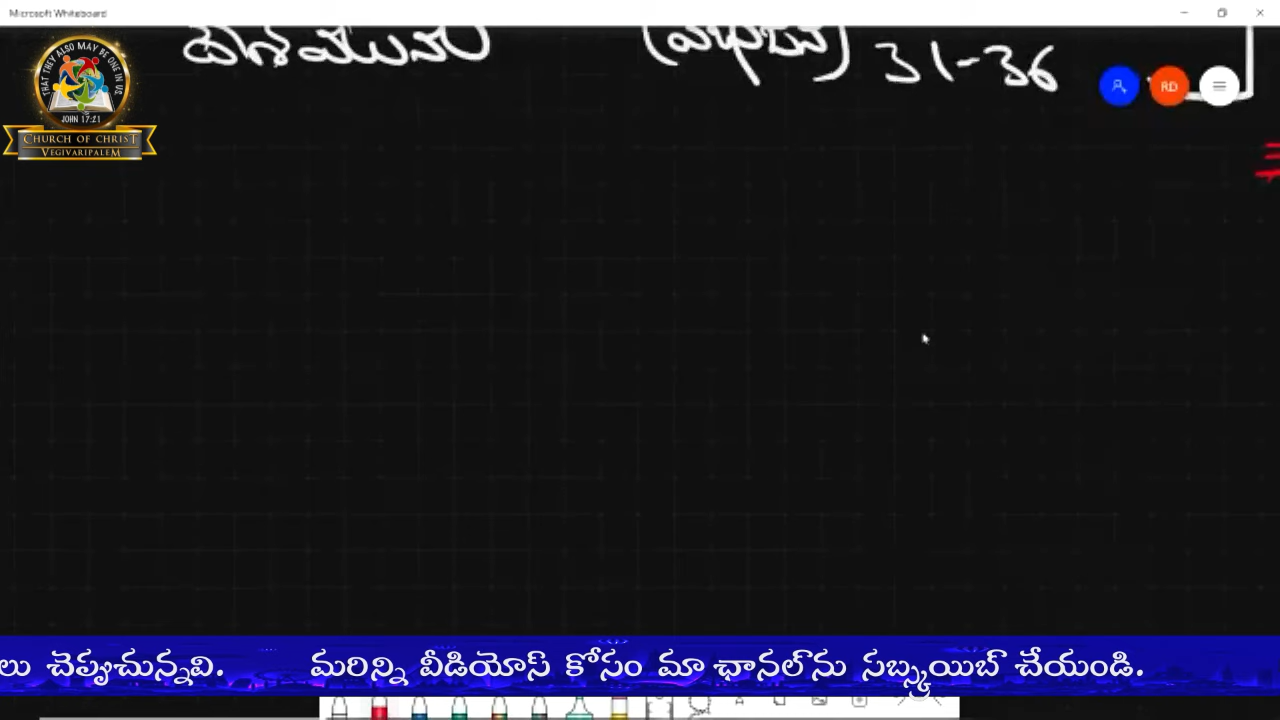 Microsoft Whiteboard
31-36
THAT THEY ALSO MAY BE ONE IN US
JOHN 17:21
CHURCH OF CHRIST
VEGIVARIPALEM
RD
లు చెప్పుచున్నవి. మరిన్ని వీడియోస్ కోసం మా ఛానల్‌ను సబ్స్క్రయిబ్ చేయండి.